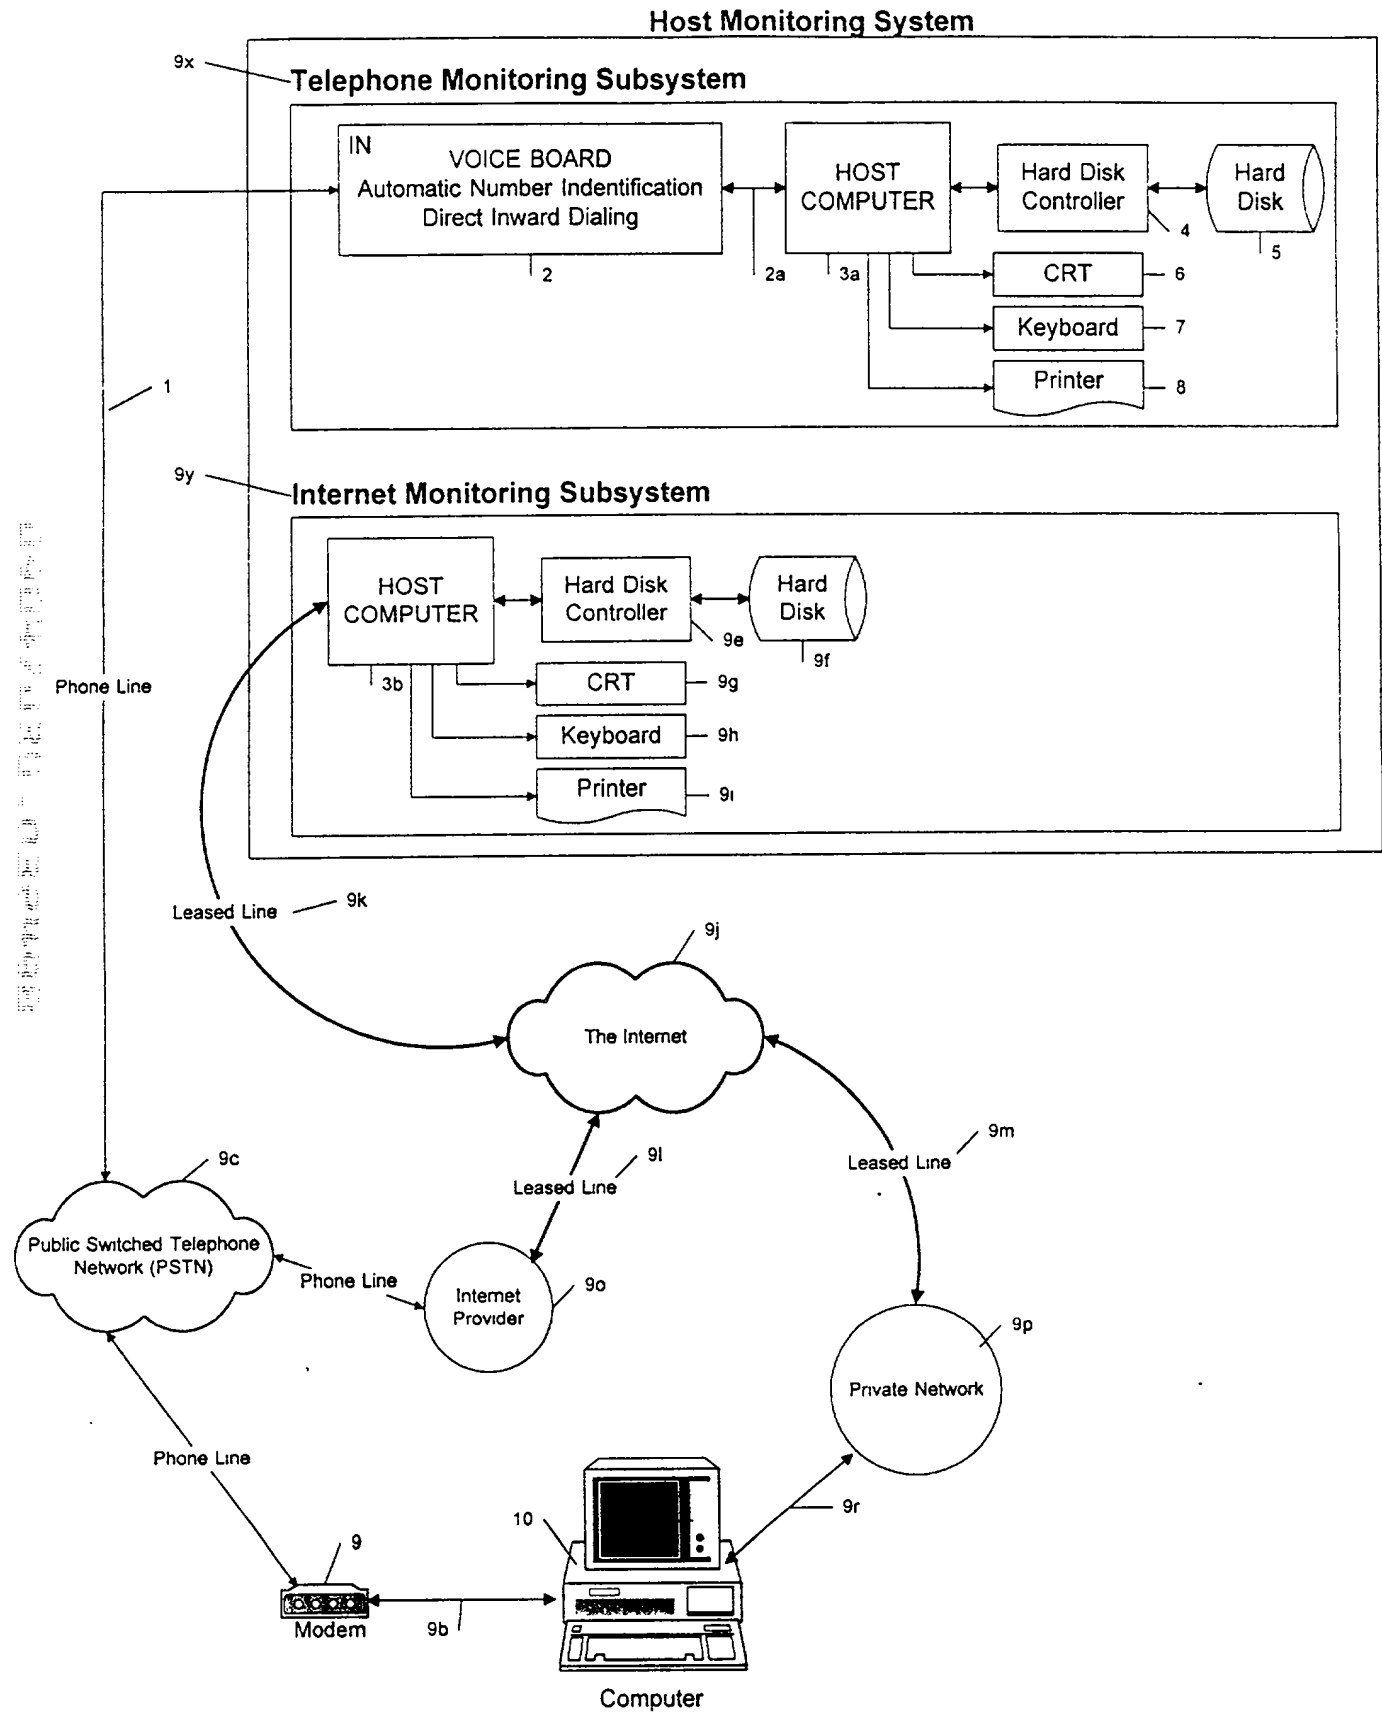 Host Monitoring System
9x
Telephone Monitoring Subsystem
IN
VOICE BOARD
Automatic Number Indentification
Direct Inward Dialing
2
2a
HOST
COMPUTER
3a
Hard Disk
Controller
4
Hard
Disk
5
CRT
6
Keyboard
7
Printer
8
1
Phone Line
9y
Internet Monitoring Subsystem
HOST
COMPUTER
3b
Hard Disk
Controller
9e
Hard
Disk
9f
CRT
9g
Keyboard
9h
Printer
9i
Leased Line
9k
9j
The Internet
9m
Leased Line
9l
Leased Line
9c
Public Switched Telephone
Network (PSTN)
Phone Line
Internet
Provider
9o
9p
Private Network
Phone Line
9r
10
9
Modem
9b
Computer